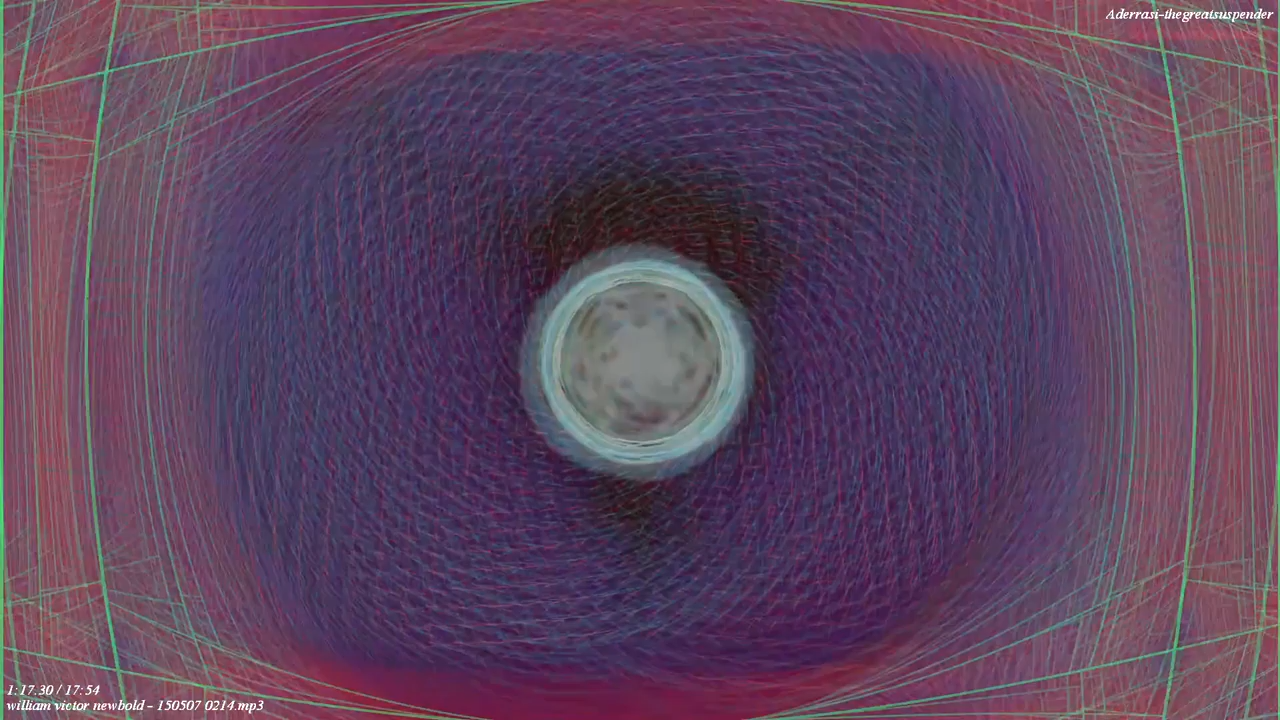 Aderrasi-thegreatsuspender
1:17.30 / 17:54
william victor newbold - 150507 0214.mp3